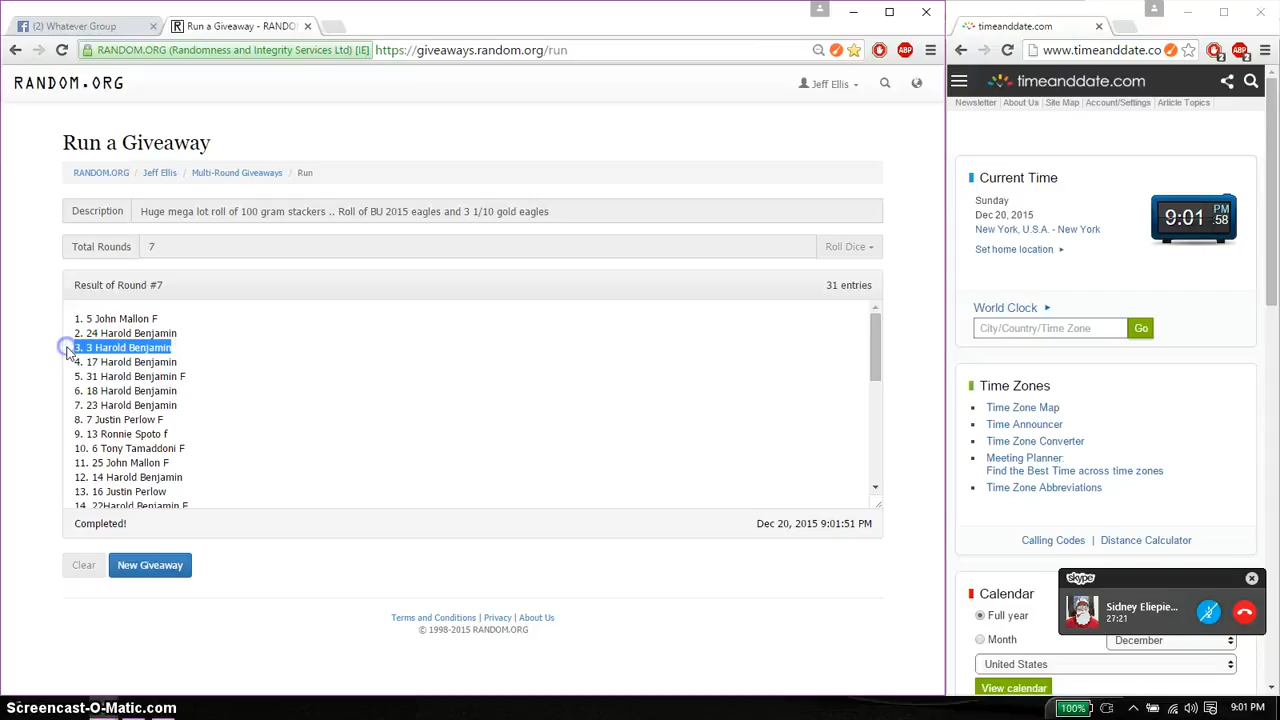 (2) Whatever Group
Run a Giveaway - RANDO
RANDOM.ORG (Randomness and Integrity Services Ltd) [IE]
https://giveaways.random.org/run
RANDOM.ORG
Jeff Ellis
Run a Giveaway
RANDOM.ORG / Jeff Ellis / Multi-Round Giveaways / Run
Description Huge mega lot roll of 100 gram stackers .. Roll of BU 2015 eagles and 3 1/10 gold eagles
Total Rounds 7 Roll Dice
Result of Round #7 31 entries
1. 5 John Mallon F
2. 24 Harold Benjamin
3. 3 Harold Benjamin
4. 17 Harold Benjamin
5. 31 Harold Benjamin F
6. 18 Harold Benjamin
7. 23 Harold Benjamin
8. 7 Justin Perlow F
9. 13 Ronnie Spoto f
10. 6 Tony Tamaddoni F
11. 25 John Mallon F
12. 14 Harold Benjamin
13. 16 Justin Perlow
14. 22Harold Benjamin F
Completed! Dec 20, 2015 9:01:51 PM
Clear New Giveaway
Terms and Conditions | Privacy | About Us
© 1998-2015 RANDOM.ORG
timeanddate.com
www.timeanddate.co
2 2
timeanddate.com
Newsletter About Us Site Map Account/Settings Article Topics
Current Time
Sunday
Dec 20, 2015
New York, U.S.A. - New York
Set home location
9:01 PM 58
World Clock
City/Country/Time Zone Go
Time Zones
Time Zone Map
Time Announcer
Time Zone Converter
Meeting Planner:
Find the Best Time across time zones
Time Zone Abbreviations
Calling Codes | Distance Calculator
Calendar
Full year
Month December
United States
View calendar
skype
Sidney Eliepie...
27:21
Screencast-O-Matic.com
100% 9:01 PM